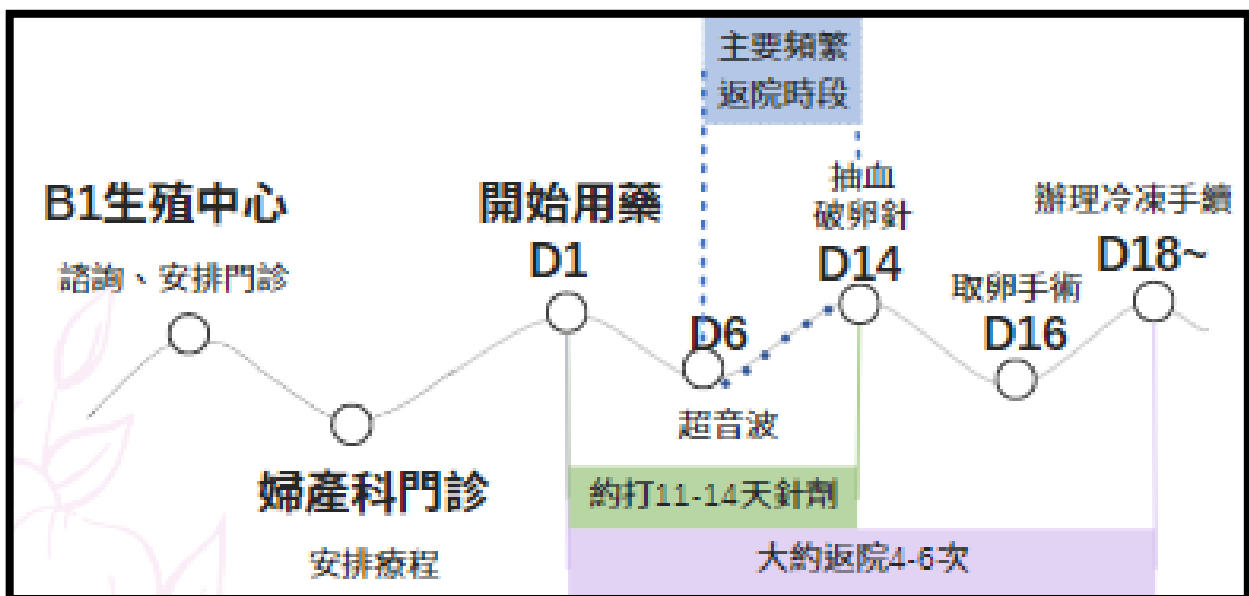 主要頻繁
返院時段
B1生殖中心
諮詢、安排門診
婦產科門診
安排療程
開始用藥
D1
D6
超音波
抽血
破卵針
D14
取卵手術
D16
辦理冷凍手續
D18~
約打11-14天針劑
大約返院4-6次